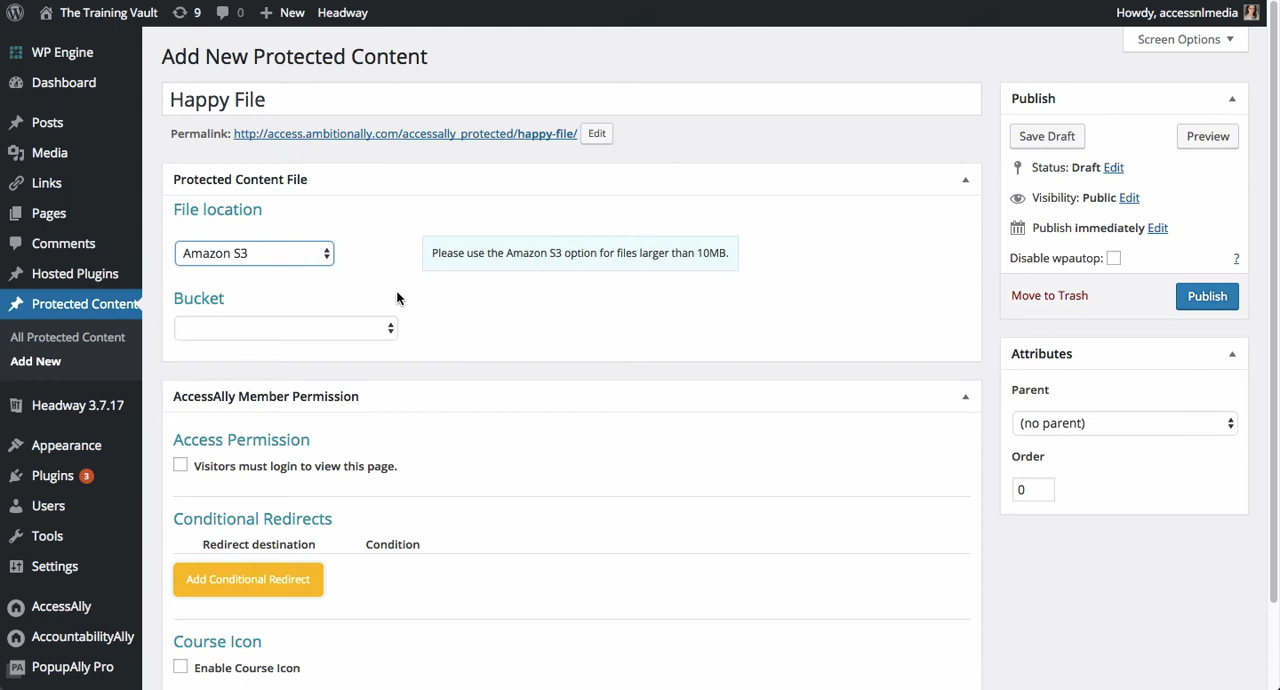 The Training Vault
9
0
New
Headway
Howdy, accessnlmedia
Screen Options
WP Engine
Dashboard
Posts
Media
Links
Pages
Comments
Hosted Plugins
Protected Content
All Protected Content
Add New
Headway 3.7.17
Appearance
Plugins 3
Users
Tools
Settings
AccessAlly
AccountabilityAlly
PA PopupAlly Pro
Add New Protected Content
Happy File
Permalink: http://access.ambitionally.com/accessally_protected/happy-file/ Edit
Protected Content File
File location
Amazon S3
Please use the Amazon S3 option for files larger than 10MB.
Bucket
AccessAlly Member Permission
Access Permission
Visitors must login to view this page.
Conditional Redirects
Redirect destination Condition
Add Conditional Redirect
Course Icon
Enable Course Icon
Publish
Save Draft Preview
Status: Draft Edit
Visibility: Public Edit
Publish immediately Edit
Disable wpautop: ?
Move to Trash Publish
Attributes
Parent
(no parent)
Order
0